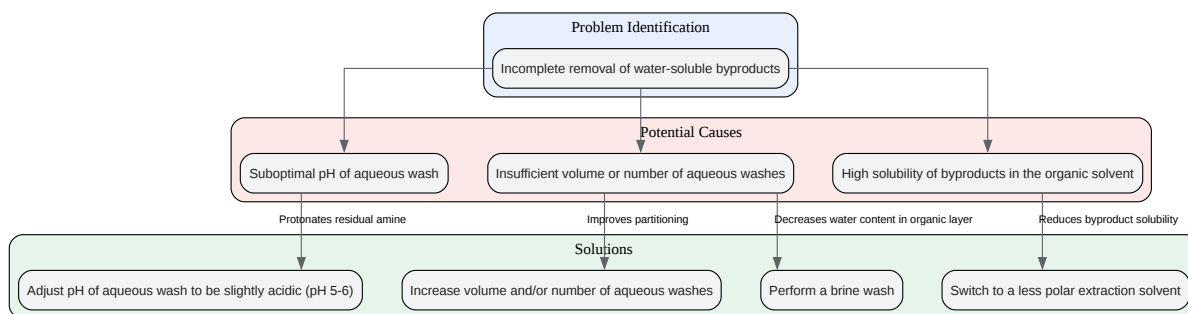 Problem Identification
Incomplete removal of water-soluble byproducts
Potential Causes
Suboptimal pH of aqueous wash
Insufficient volume or number of aqueous washes
High solubility of byproducts in the organic solvent
Protonates residual amine
Improves partitioning
Decreases water content in organic layer
Reduces byproduct solubility
Solutions
Adjust pH of aqueous wash to be slightly acidic (pH 5-6)
Increase volume and/or number of aqueous washes
Perform a brine wash
Switch to a less polar extraction solvent